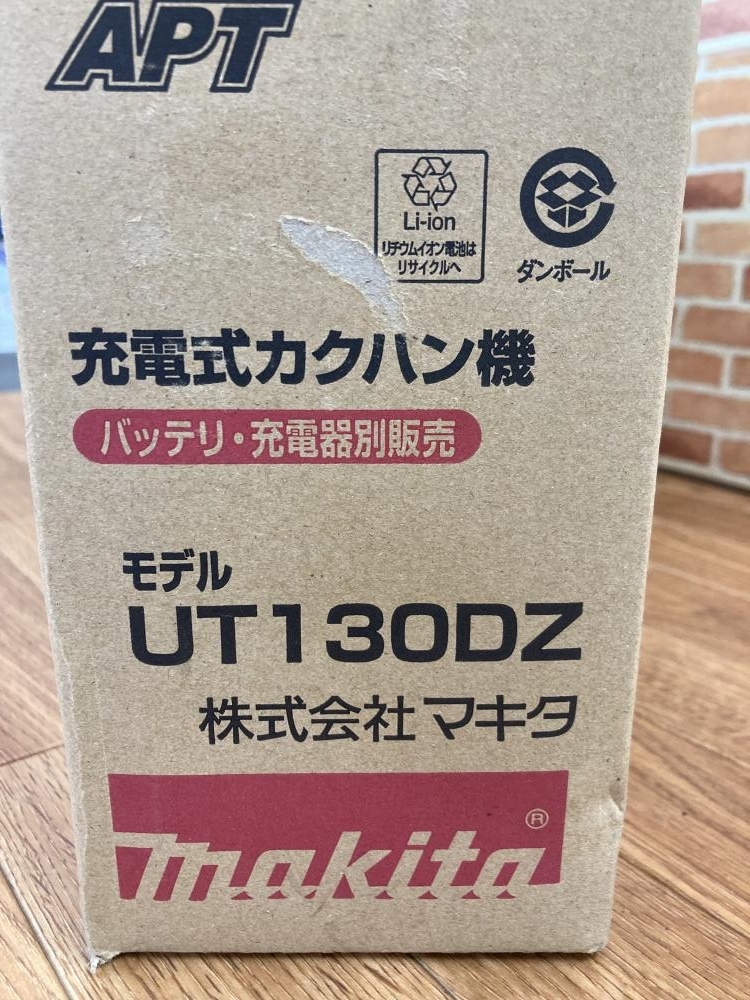 APT
Li-ion
リチウムイオン電池は
リサイクルへ
ダンボール
充電式カクハン機
バッテリ・充電器別販売
モデル
UT130DZ
株式会社マキタ
makita®